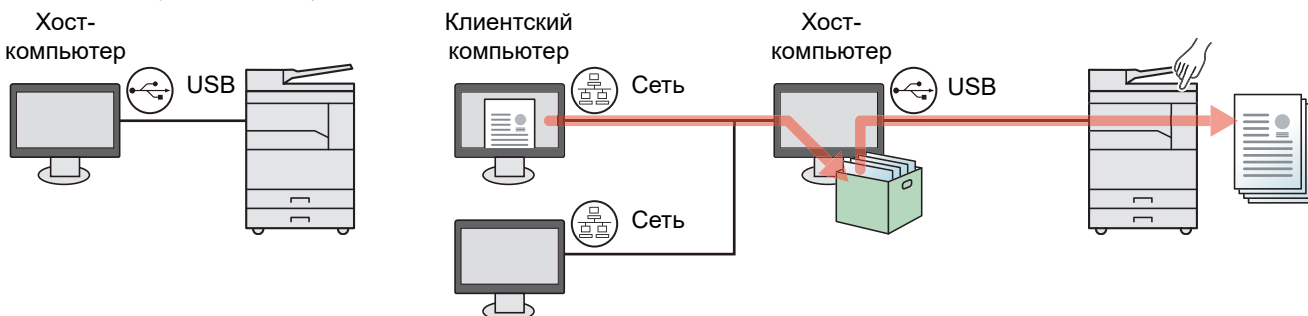 Хост-
компьютер
USB
Клиентский
компьютер
Сеть
Хост-
компьютер
USB
Сеть